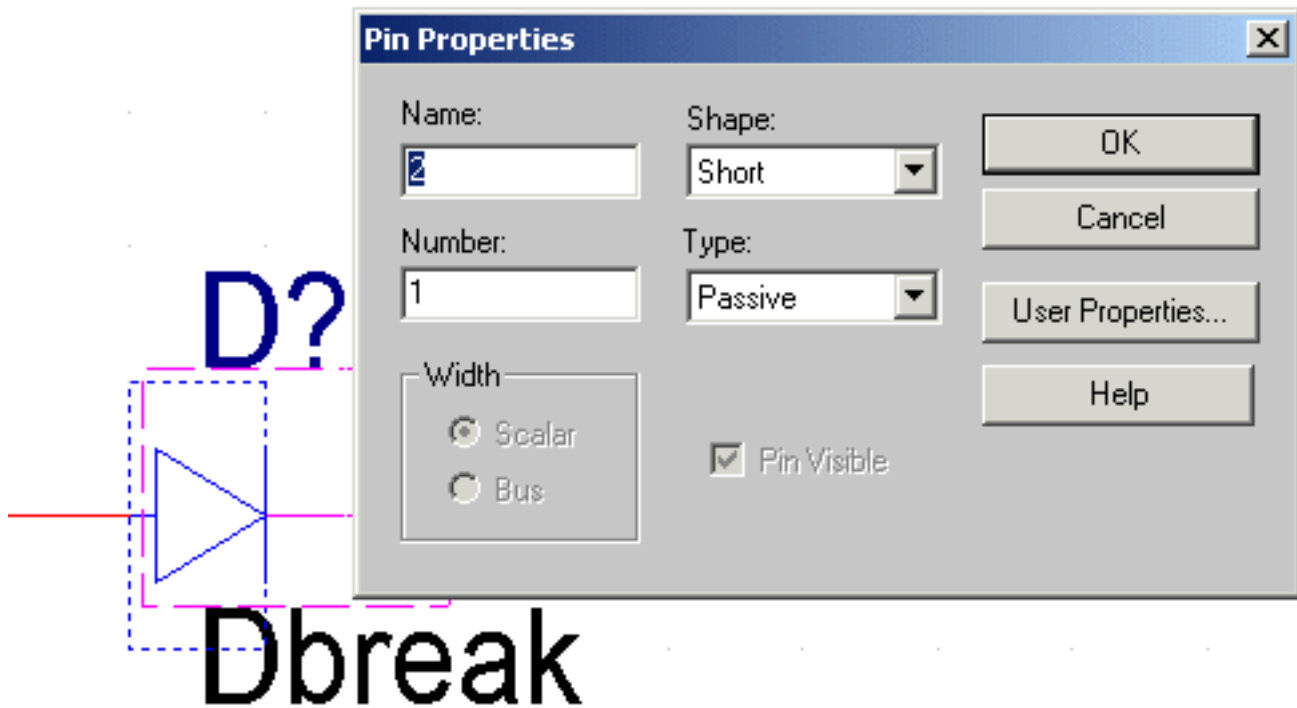 Pin Properties
Name:
Shape:
OK
2
Short
Cancel
Number:
Type:
1
Passive
User Properties...
D?
Width
Help
Scalar
Pin Visible
Bus
Dbreak